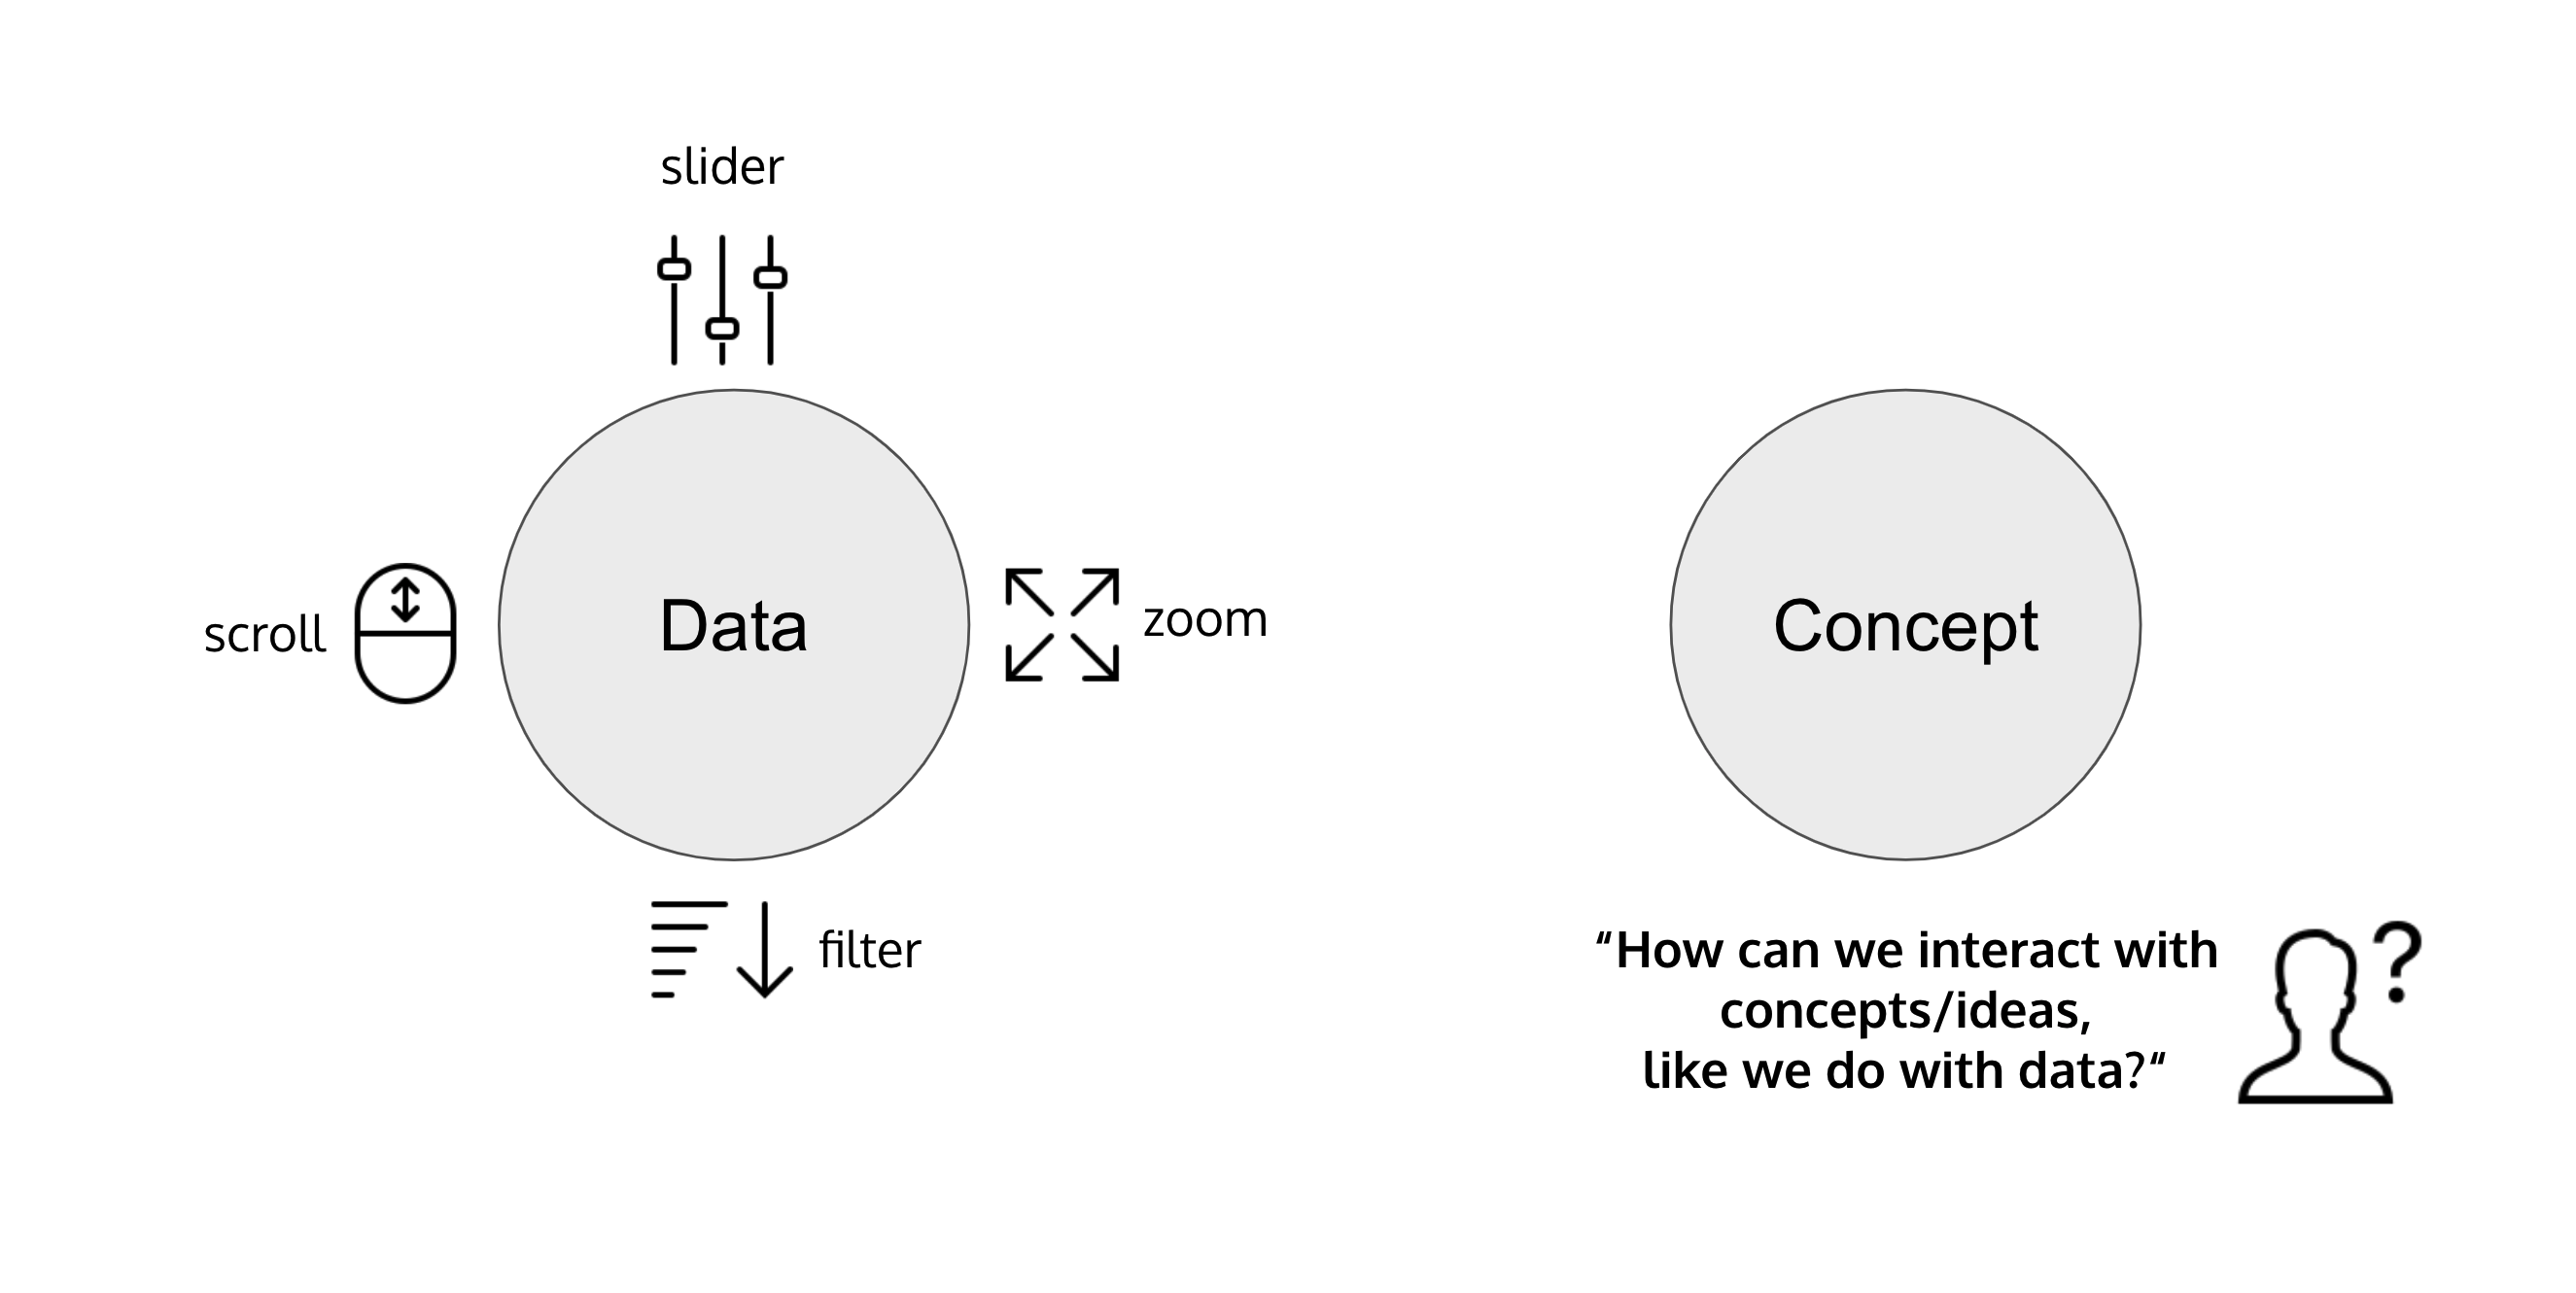 slider
scroll
Data
zoom
filter
Concept
“How can we interact with
concepts/ideas,
like we do with data?“
?